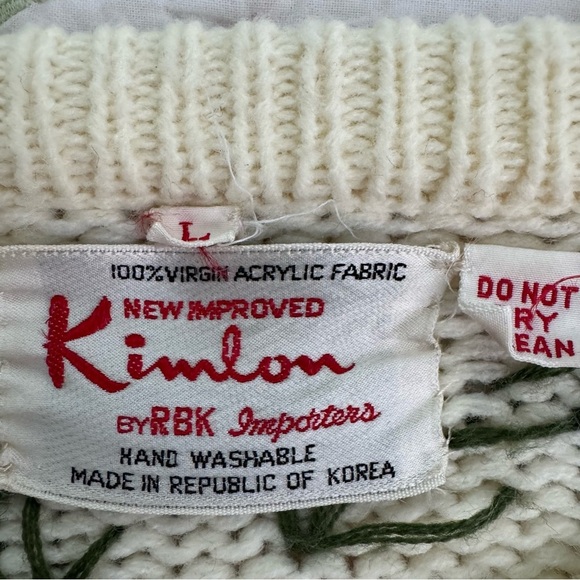 L
100% VIRGIN ACRYLIC FABRIC
NEW IMPROVED
Kimlon
BY RBK Importers
HAND WASHABLE
MADE IN REPUBLIC OF KOREA
DO NOT
RY
EAN